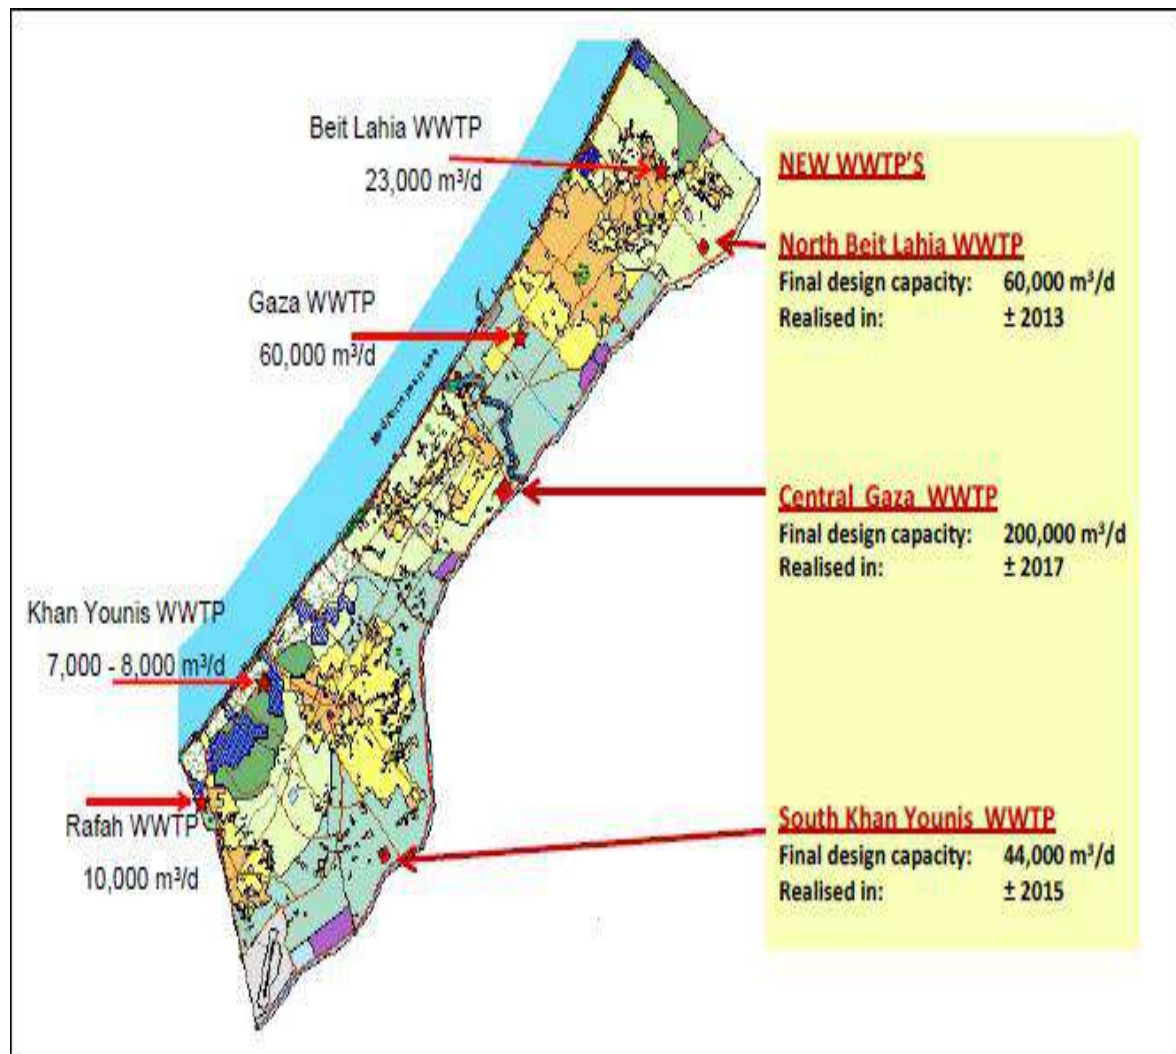 Beit Lahia WWTP
23,000 m³/d
Gaza WWTP
60,000 m³/d
Khan Younis WWTP
7,000 - 8,000 m³/d
Rafah WWTP
10,000 m³/d
5
NEW WWTP'S
North Beit Lahia WWTP
Final design capacity: 60,000 m³/d
Realised in: ± 2013
Central Gaza WWTP
Final design capacity: 200,000 m³/d
Realised in: ± 2017
South Khan Younis WWTP
Final design capacity: 44,000 m³/d
Realised in: ± 2015